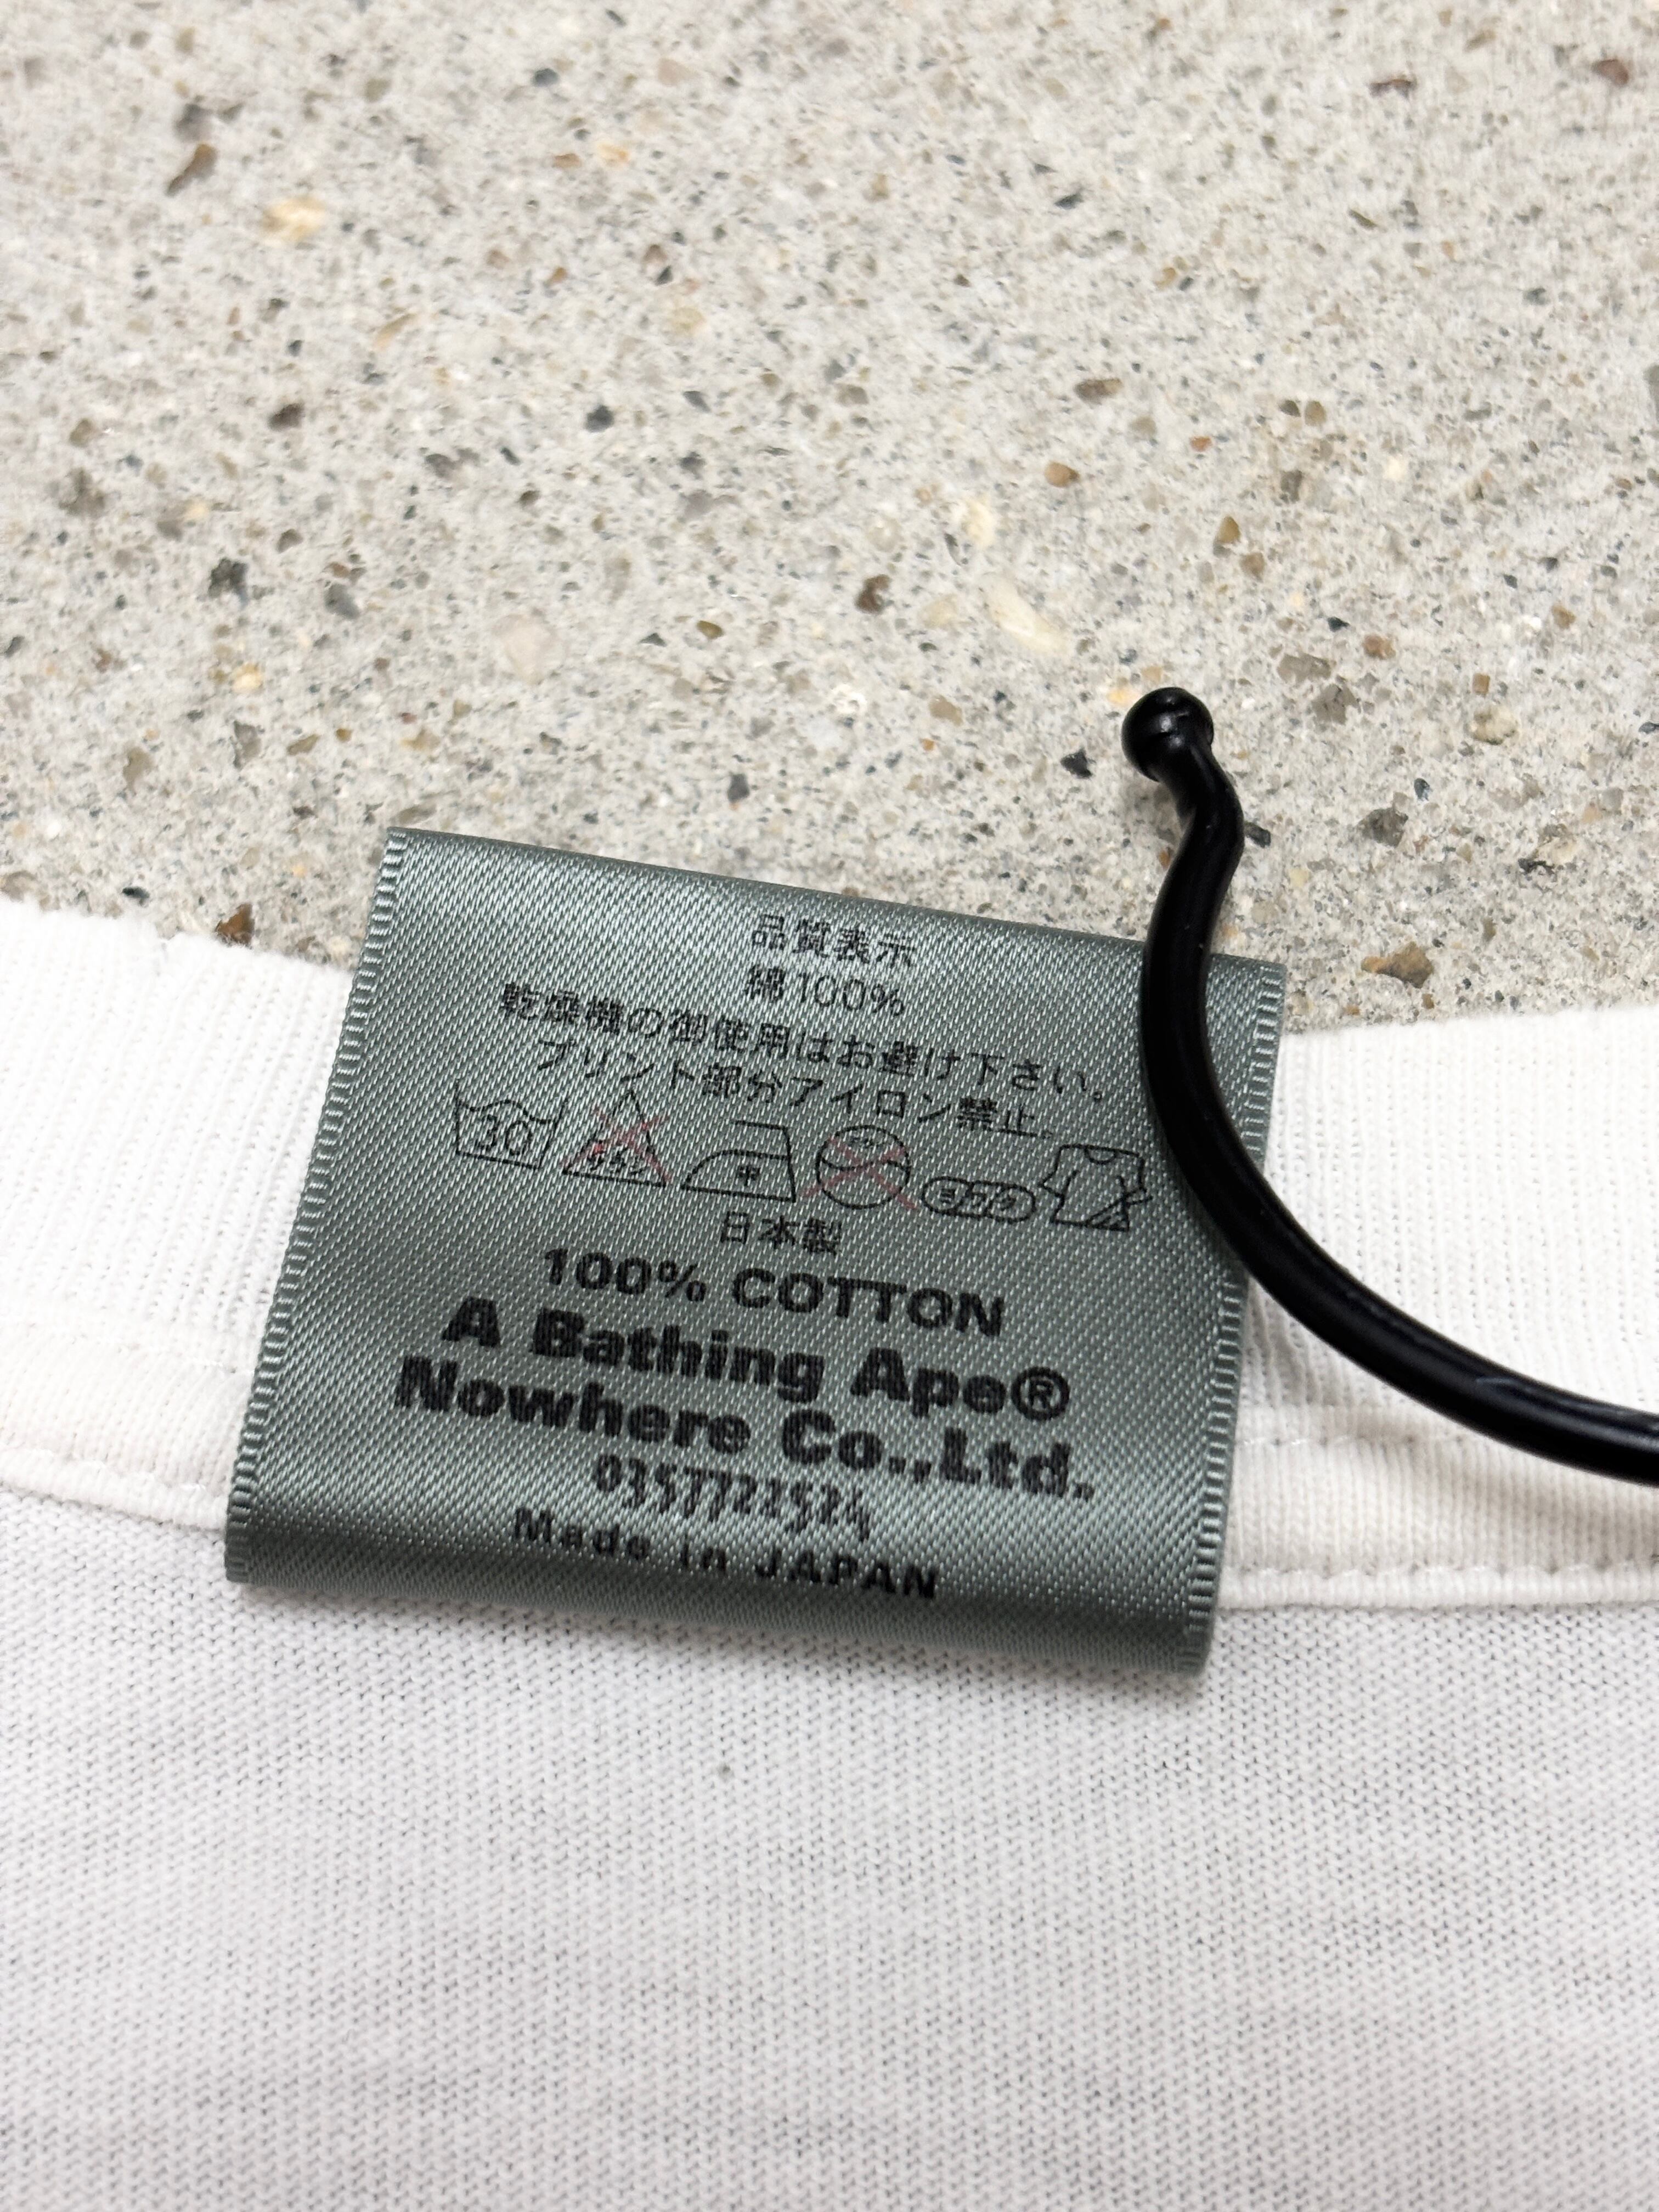 品質表示
綿100%
乾燥機の御使用はお避け下さい。
プリント部分アイロン禁止。
30
日本製
100% COTTON
A Bathing Ape®
Nowhere Co.,Ltd.
0357722524
Made in JAPAN